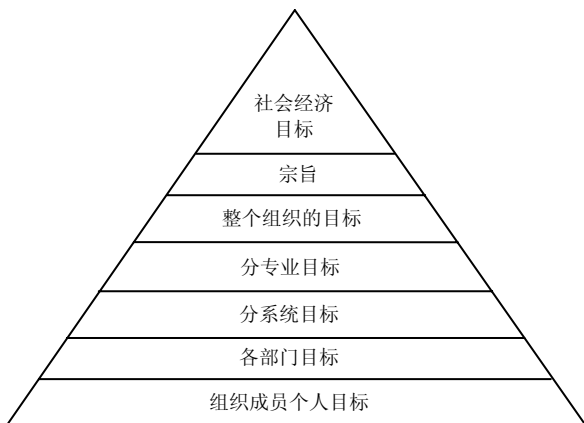 社会经济
目标
宗旨
整个组织的目标
分专业目标
分系统目标
各部门目标
组织成员个人目标